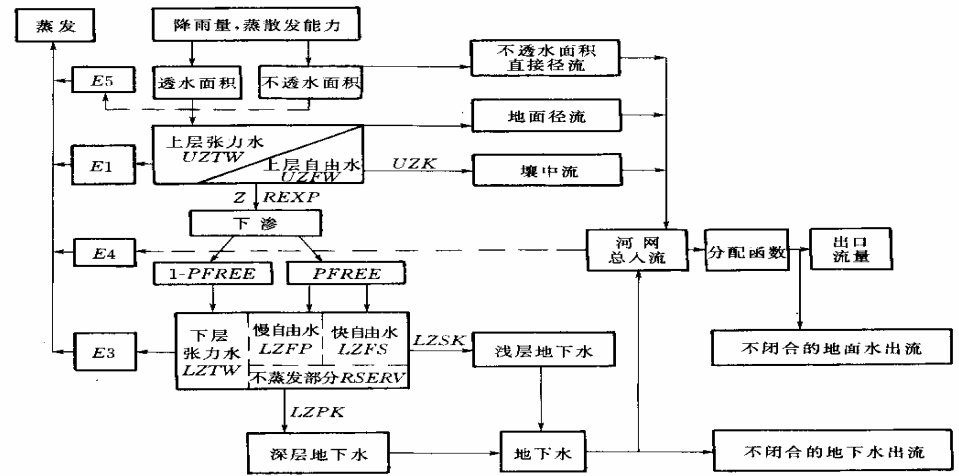 蒸发
降雨量,蒸散发能力
E5
透水面积
不透水面积
不透水面积
直接径流
地面径流
上层张力水
UZTW
上层自由水
UZFW
E1
UZK
壤中流
Z REXP
下渗
E4
河网
总入流
分配函数
出口
流量
1-PFREE
PFREE
下层
张力水
LZTW
慢自由水
LZFP
快自由水
LZFS
不蒸发部分RSERV
E3
LZSK
浅层地下水
不闭合的地面水出流
LZPK
深层地下水
地下水
不闭合的地下水出流